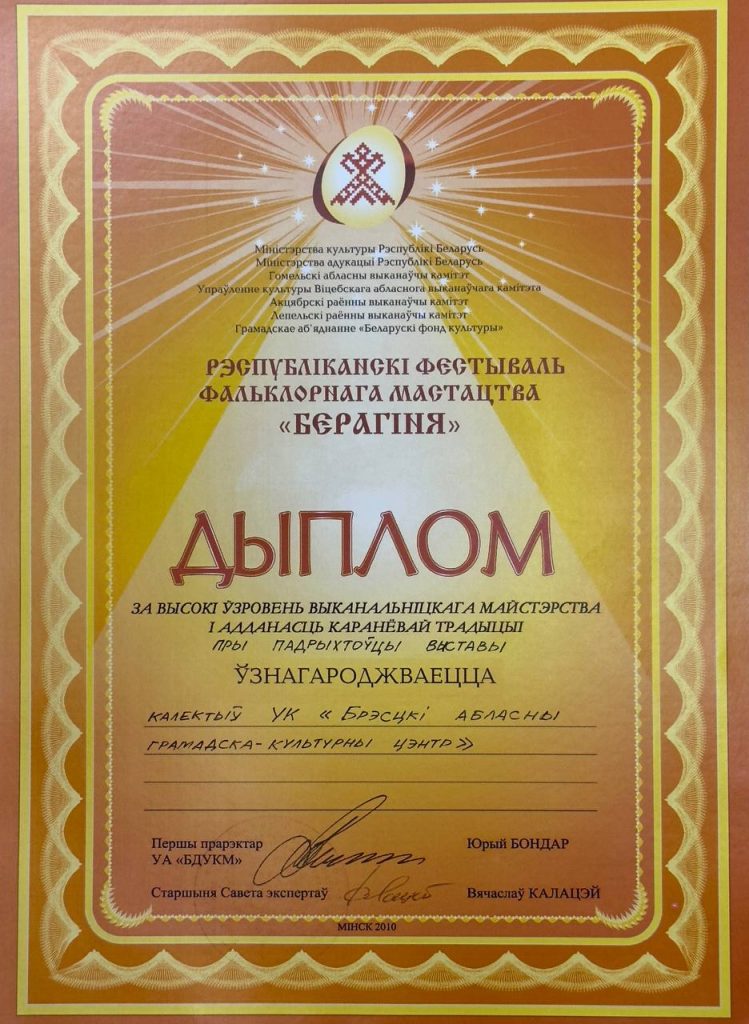 Міністэрства культуры Рэспублікі Беларусь
Міністэрства адукацыі Рэспублікі Беларусь
Гомельскі абласны выканаўчы камітэт
Упраўленне культуры Віцебскага абласнога выканаўчага камітэта
Акцябрскі раённы выканаўчы камітэт
Лепельскі раённы выканаўчы камітэт
Грамадскае аб'яднанне «Беларускі фонд культуры»
РЭСПУБЛІКАНСКІ ФЕСТЫВАЛЬ
ФАЛЬКЛОРНАГА МАСТАЦТВА
«БЕРАГІНЯ»
ДЫПЛОМ
ЗА ВЫСОКІ ЎЗРОВЕНЬ ВЫКАНАЛЬНІЦКАГА МАЙСТЭРСТВА
І АДДАНАСЦЬ КАРАНЁВАЙ ТРАДЫЦЫІ
ПРЫ ПАДРЫХТОЎЦЫ ВЫСТАВЫ
ЎЗНАГАРОДЖВАЕЦЦА
КАЛЕКТЫЎ УК «БРЭСЦКІ АБЛАСНЫ
ГРАМАДСКА-КУЛЬТУРНЫ ЦЭНТР»
Першы прарэктар
УА «БДУКМ» Юрый БОНДАР
Старшыня Савета экспертаў Вячаслаў КАЛАЦЭЙ
МІНСК 2010